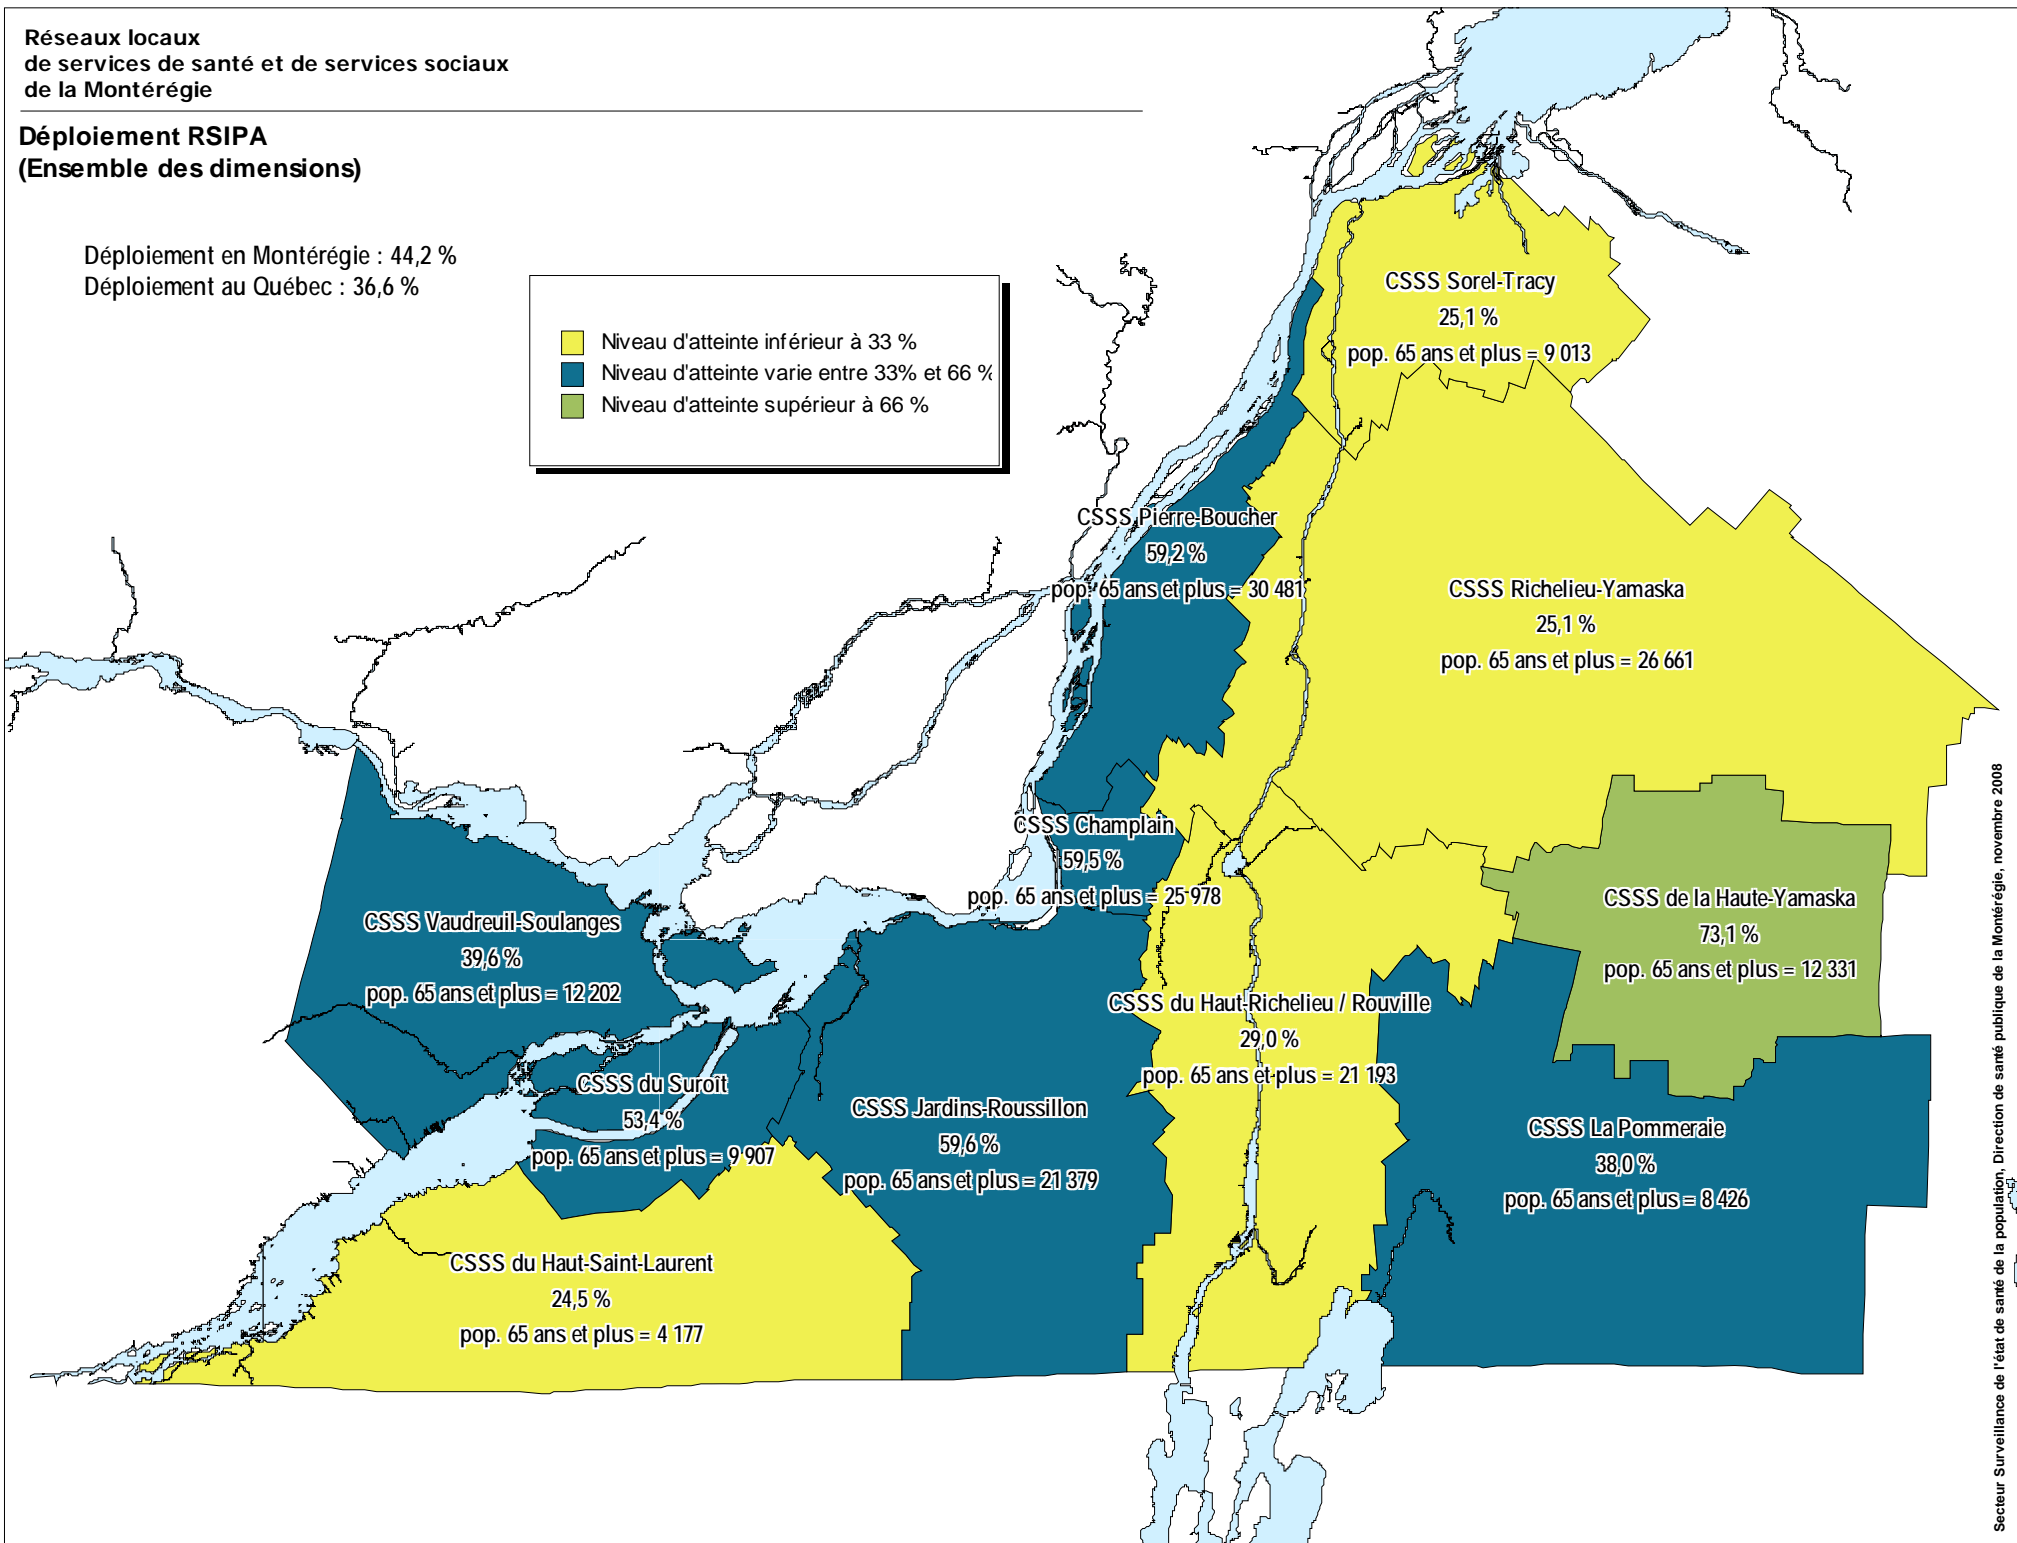 Réseaux locaux
de services de santé et de services sociaux
de la Montérégie
Déploiement RSIPA
(Ensemble des dimensions)
Déploiement en Montérégie : 44,2 %
Déploiement au Québec : 36,6 %
Niveau d'atteinte inférieur à 33 %
Niveau d'atteinte varie entre 33% et 66 %
Niveau d'atteinte supérieur à 66 %
CSSS Sorel-Tracy
25,1 %
pop. 65 ans et plus = 9 013
CSSS Pierre-Boucher
59,2 %
pop. 65 ans et plus = 30 481
CSSS Richelieu-Yamaska
25,1 %
pop. 65 ans et plus = 26 661
CSSS Champlain
59,5 %
pop. 65 ans et plus = 25 978
CSSS de la Haute-Yamaska
73,1 %
pop. 65 ans et plus = 12 331
CSSS Vaudreuil-Soulanges
39,6 %
pop. 65 ans et plus = 12 202
CSSS du Haut-Richelieu / Rouville
29,0 %
pop. 65 ans et plus = 21 193
CSSS du Suroît
53,4 %
pop. 65 ans et plus = 9 907
CSSS Jardins-Roussillon
59,6 %
pop. 65 ans et plus = 21 379
CSSS La Pommeraie
38,0 %
pop. 65 ans et plus = 8 426
CSSS du Haut-Saint-Laurent
24,5 %
pop. 65 ans et plus = 4 177
Secteur Surveillance de l'état de santé de la population, Direction de santé publique de la Montérégie, novembre 2008